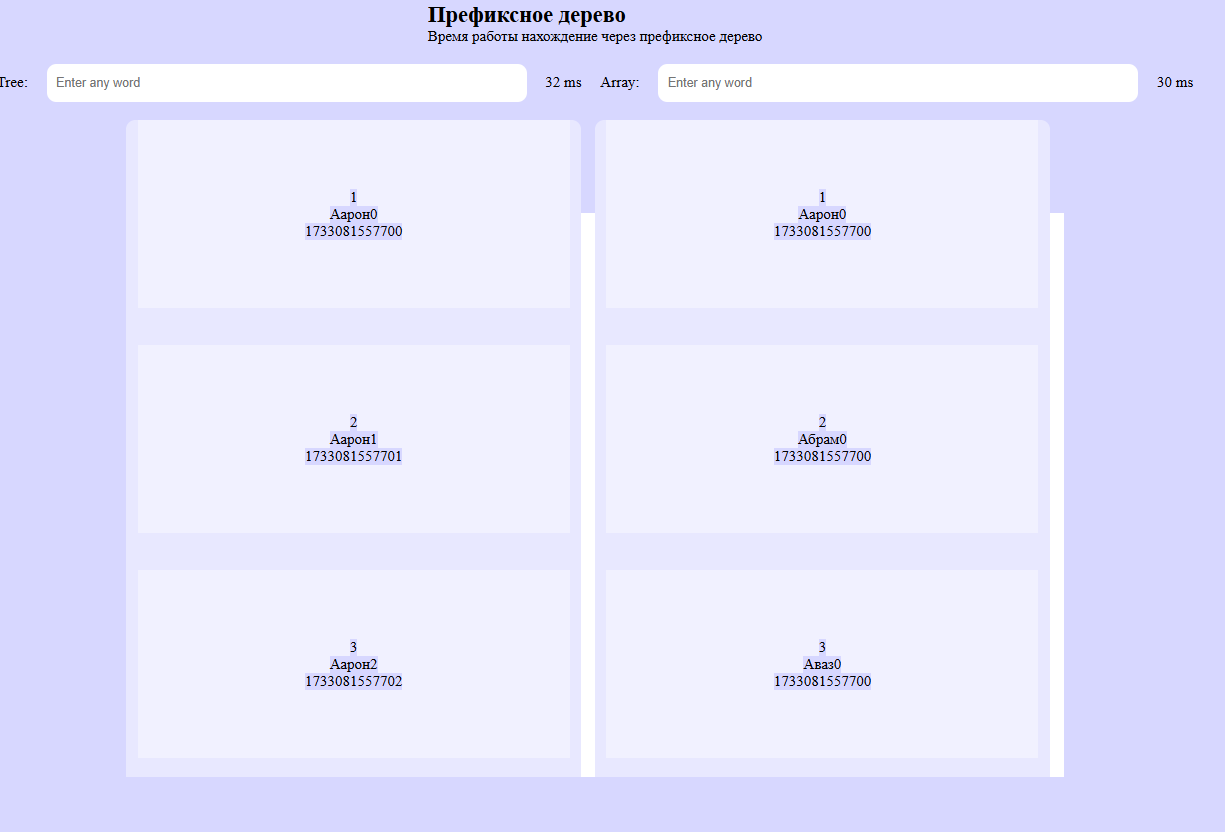 Префиксное дерево
Время работы нахождение через префиксное дерево
Tree: Enter any word 32 ms Array: Enter any word 30 ms
1
Аарон0
1733081557700
2
Аарон1
1733081557701
3
Аарон2
1733081557702
1
Аарон0
1733081557700
2
Абрам0
1733081557700
3
Аваз0
1733081557700